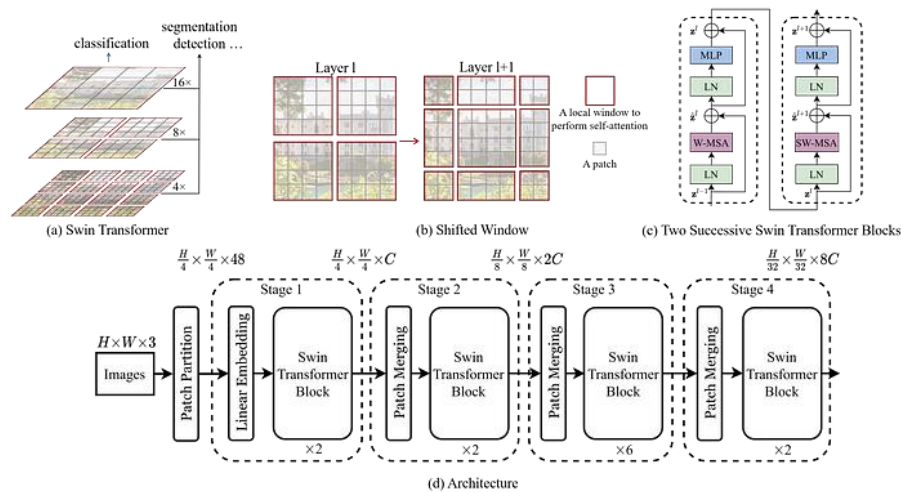 segmentation
classification
detection ...
16×
8×
4×
(a) Swin Transformer
Layer l
Layer l+1
A local window to
perform self-attention
A patch
(b) Shifted Window
z^l
MLP
LN
ẑ^l
W-MSA
LN
z^{l-1}
z^{l+1}
MLP
LN
ẑ^{l+1}
SW-MSA
LN
z^l
(c) Two Successive Swin Transformer Blocks
H/4 × W/4 × 48
H/4 × W/4 × C
H/8 × W/8 × 2C
H/32 × W/32 × 8C
Stage 1
Stage 2
Stage 3
Stage 4
H×W×3
Images
Patch Partition
Linear Embedding
Swin
Transformer
Block
×2
Patch Merging
Swin
Transformer
Block
×2
Patch Merging
Swin
Transformer
Block
×6
Patch Merging
Swin
Transformer
Block
×2
(d) Architecture